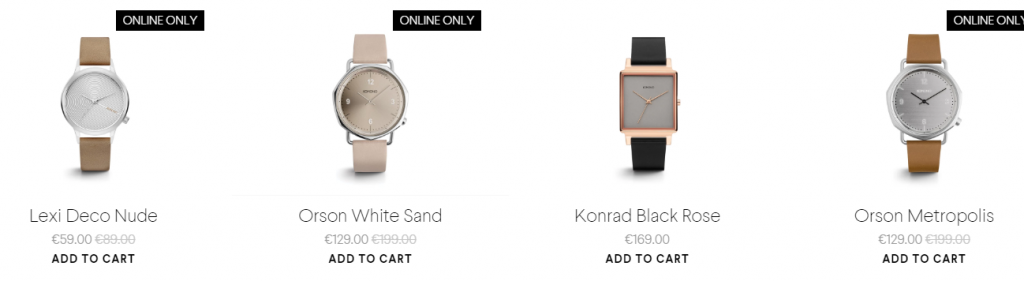 ONLINE ONLY
ONLINE ONLY
ONLINE ONLY
Lexi Deco Nude
Orson White Sand
Konrad Black Rose
Orson Metropolis
€59.00 €89.00
€129.00 €199.00
€169.00
€129.00 €199.00
ADD TO CART
ADD TO CART
ADD TO CART
ADD TO CART